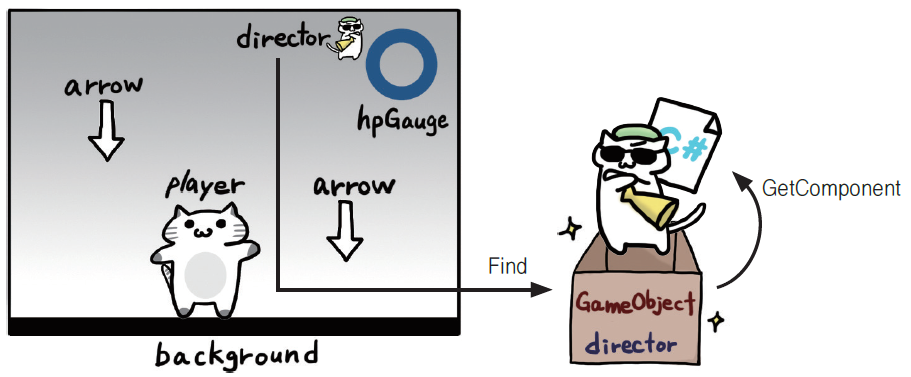 director
arrow
hpGauge
player
arrow
background
Find
C#
GetComponent
GameObject
director